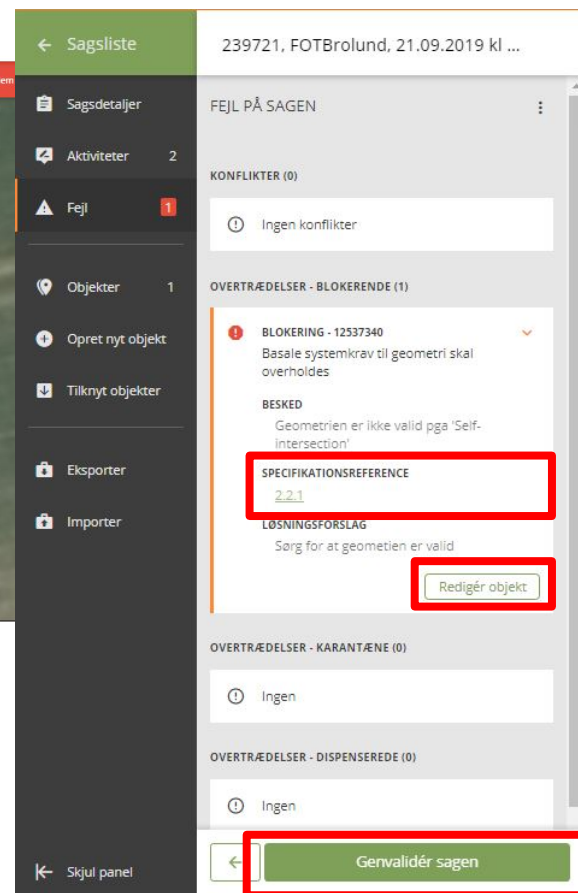 Sagsliste
239721, FOTBrolund, 21.09.2019 kl ...
em
Sagsdetaljer
Aktiviteter 2
Fejl 1
Objekter 1
Opret nyt objekt
Tilknyt objekter
Eksporter
Importer
Skjul panel
FEJL PÅ SAGEN
KONFLIKTER (0)
Ingen konflikter
OVERTRÆDELSER - BLOKERENDE (1)
BLOKERING - 12537340
Basale systemkrav til geometri skal
overholdes
BESKED
Geometrien er ikke valid pga 'Self-
intersection'
SPECIFIKATIONSREFERENCE
2.2.1
LØSNINGSFORSLAG
Sørg for at geometien er valid
Redigér objekt
OVERTRÆDELSER - KARANTÆNE (0)
Ingen
OVERTRÆDELSER - DISPENSEREDE (0)
Ingen
Genvalidér sagen